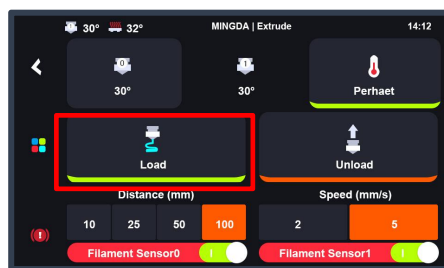 30° 32° MINGDA | Extrude 14:12
0 1
30° 30° Perhaet
Load Unload
Distance (mm) Speed (mm/s)
10 25 50 100 2 5
Filament Sensor0 Filament Sensor1